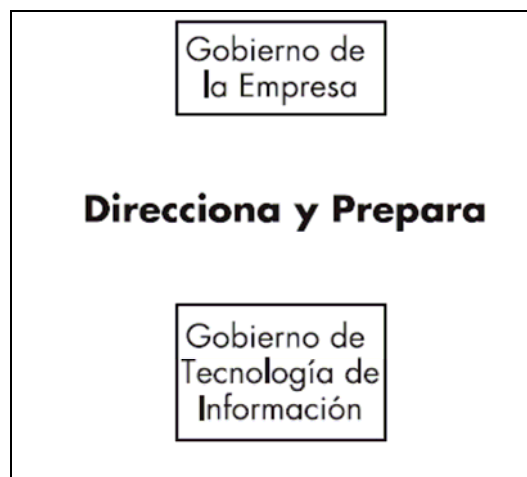 Gobierno de
la Empresa
Direcciona y Prepara
Gobierno de
Tecnología de
Información